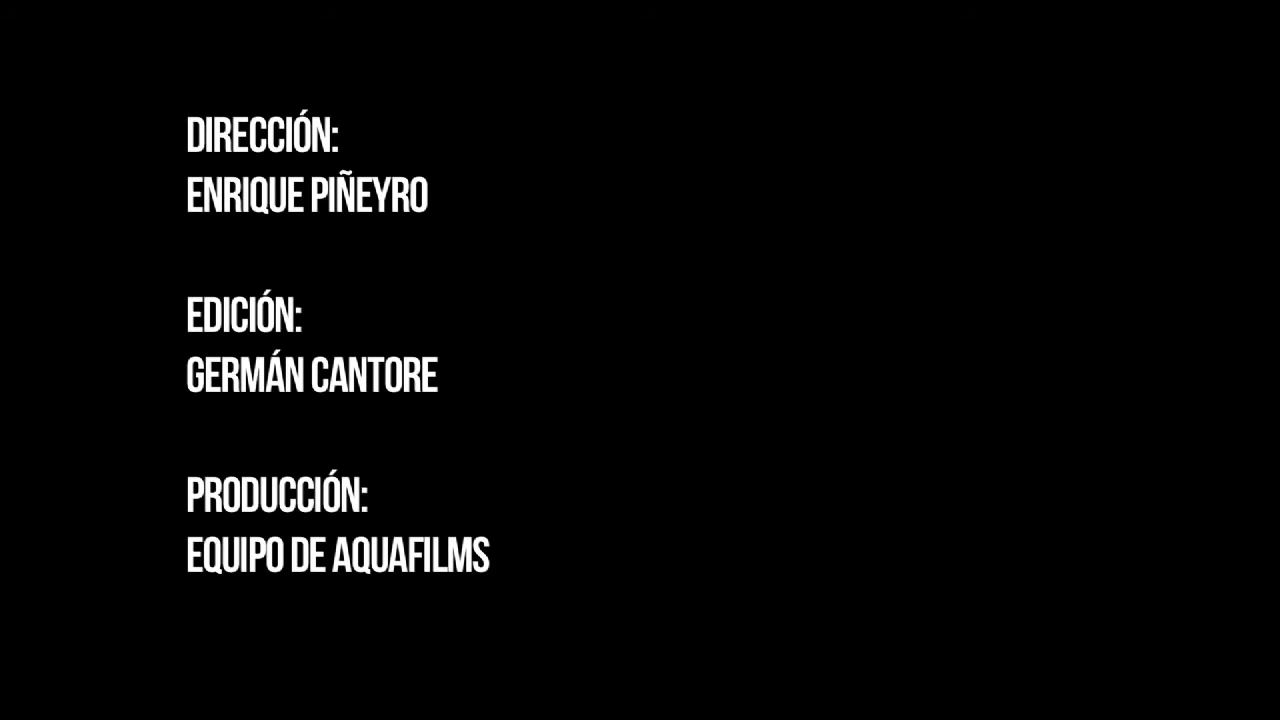 DIRECCIÓN:
ENRIQUE PIÑEYRO
EDICIÓN:
GERMÁN CANTORE
PRODUCCIÓN:
EQUIPO DE AQUAFILMS